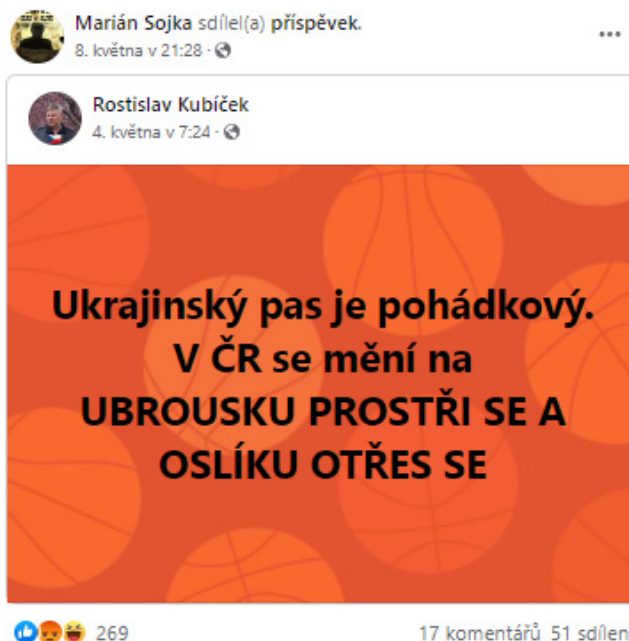 Marián Sojka sdílel(a) příspěvek.
8. května v 21:28 ·
Rostislav Kubíček
4. května v 7:24 ·
Ukrajinský pas je pohádkový.
V ČR se mění na
UBROUSKU PROSTŘI SE A
OSLÍKU OTŘES SE
269
17 komentářů 51 sdílen